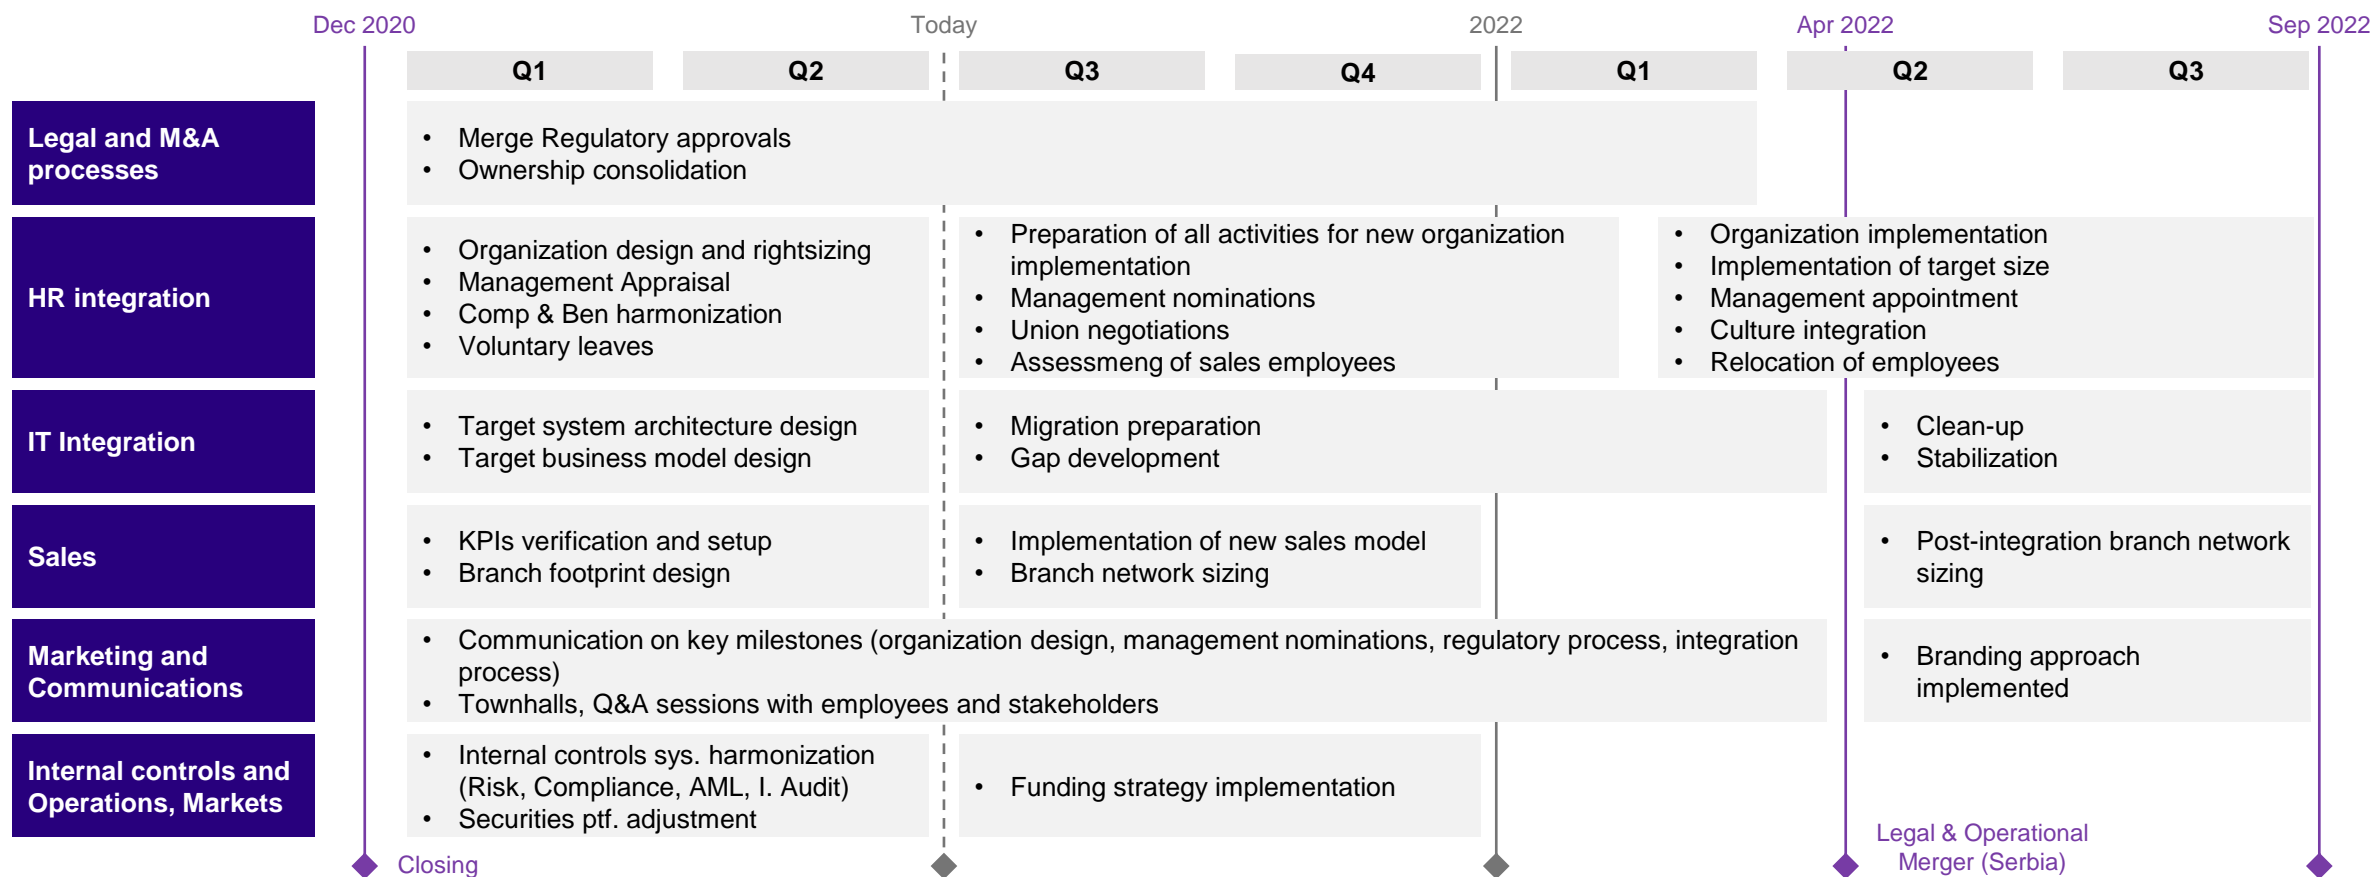 Dec 2020
Today
2022
Apr 2022
Sep 2022
Q1
Q2
Q3
Q4
Q1
Q2
Q3
Legal and M&A
processes
• Merge Regulatory approvals
• Ownership consolidation
HR integration
• Organization design and rightsizing
• Management Appraisal
• Comp & Ben harmonization
• Voluntary leaves
• Preparation of all activities for new organization
implementation
• Management nominations
• Union negotiations
• Assessmeng of sales employees
• Organization implementation
• Implementation of target size
• Management appointment
• Culture integration
• Relocation of employees
IT Integration
• Target system architecture design
• Target business model design
• Migration preparation
• Gap development
• Clean-up
• Stabilization
Sales
• KPIs verification and setup
• Branch footprint design
• Implementation of new sales model
• Branch network sizing
• Post-integration branch network
sizing
Marketing and
Communications
• Communication on key milestones (organization design, management nominations, regulatory process, integration
process)
• Townhalls, Q&A sessions with employees and stakeholders
• Branding approach
implemented
Internal controls and
Operations, Markets
• Internal controls sys. harmonization
(Risk, Compliance, AML, I. Audit)
• Securities ptf. adjustment
• Funding strategy implementation
Closing
Legal & Operational
Merger (Serbia)